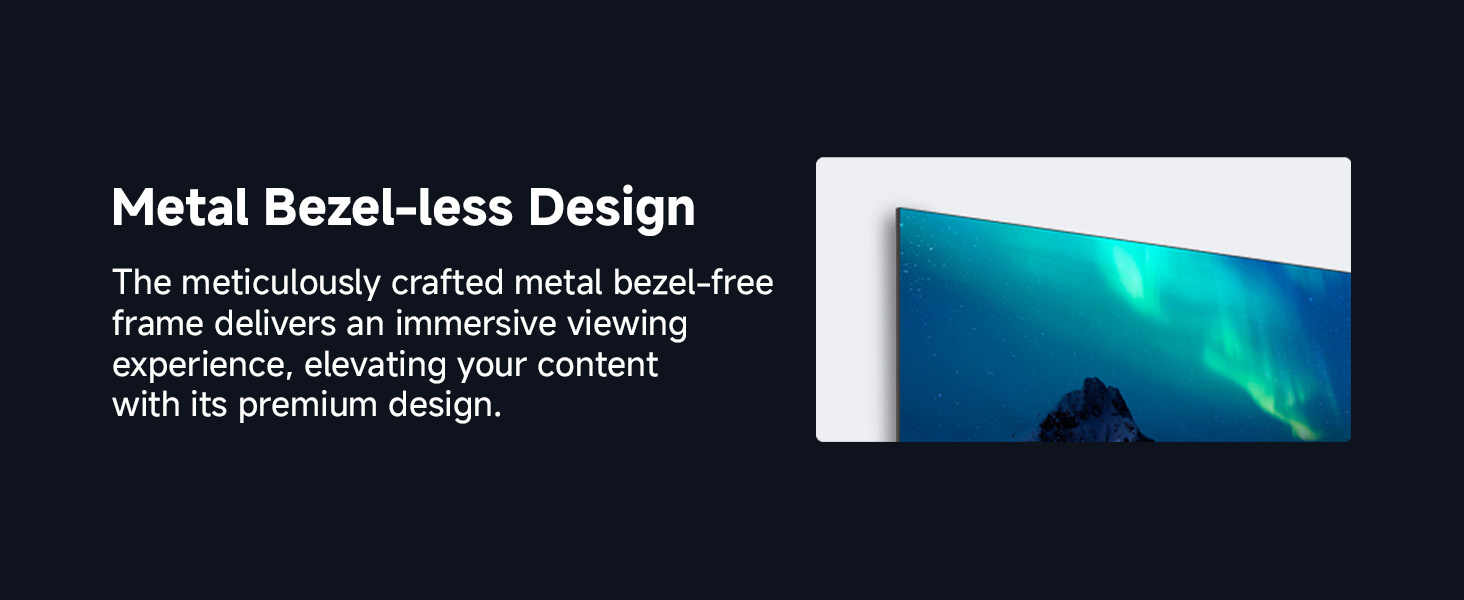 Metal Bezel-less Design
The meticulously crafted metal bezel-free
frame delivers an immersive viewing
experience, elevating your content
with its premium design.